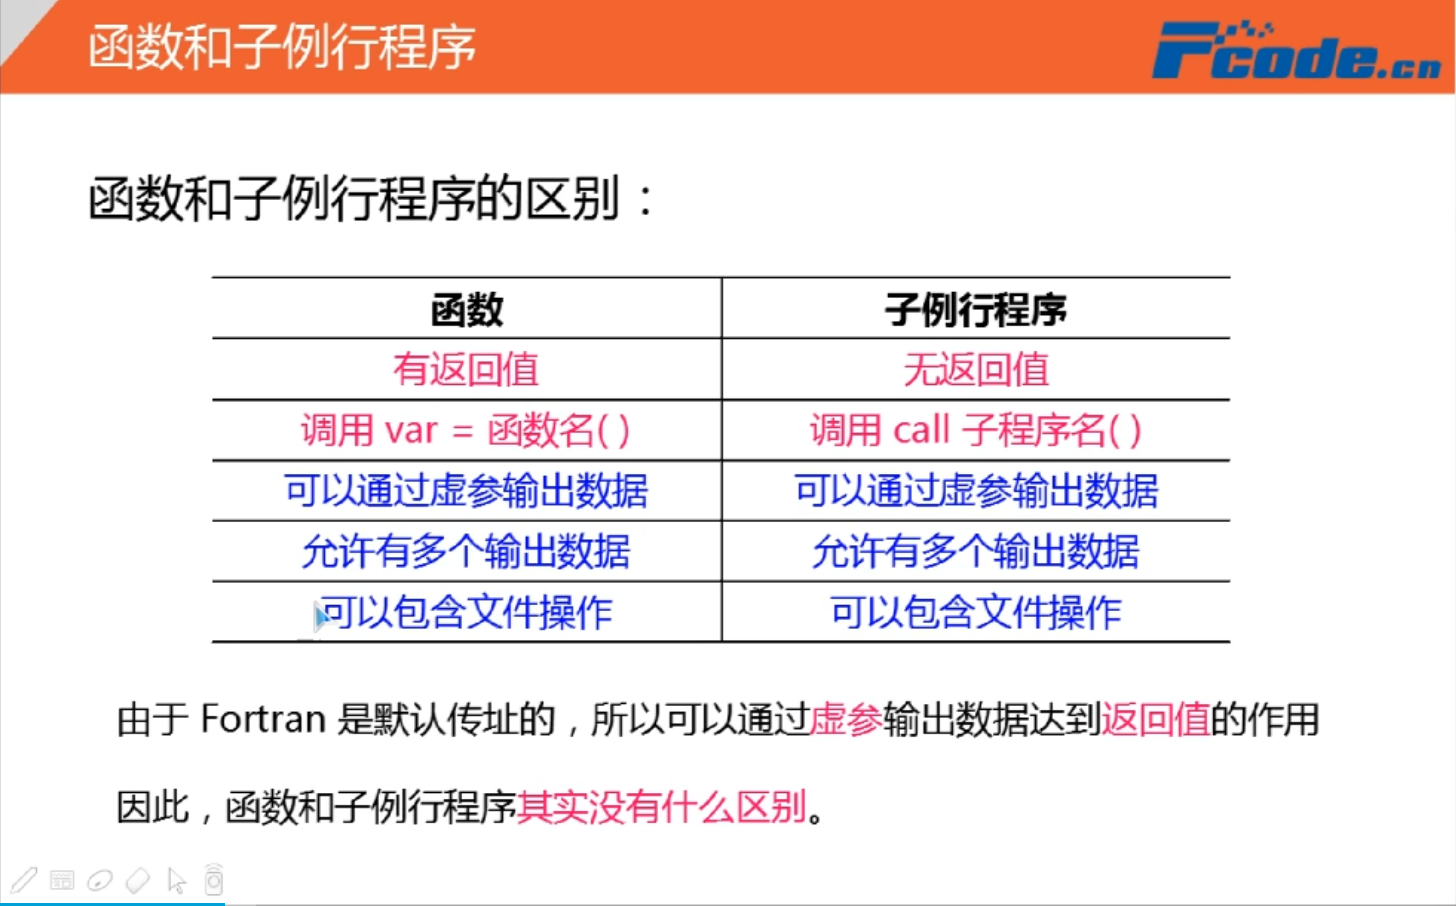 函数和子例行程序
Fcode.cn
函数和子例行程序的区别：
函数 子例行程序
有返回值 无返回值
调用 var = 函数名( ) 调用 call 子程序名( )
可以通过虚参输出数据 可以通过虚参输出数据
允许有多个输出数据 允许有多个输出数据
可以包含文件操作 可以包含文件操作
由于 Fortran 是默认传址的，所以可以通过虚参输出数据达到返回值的作用
因此，函数和子例行程序其实没有什么区别。